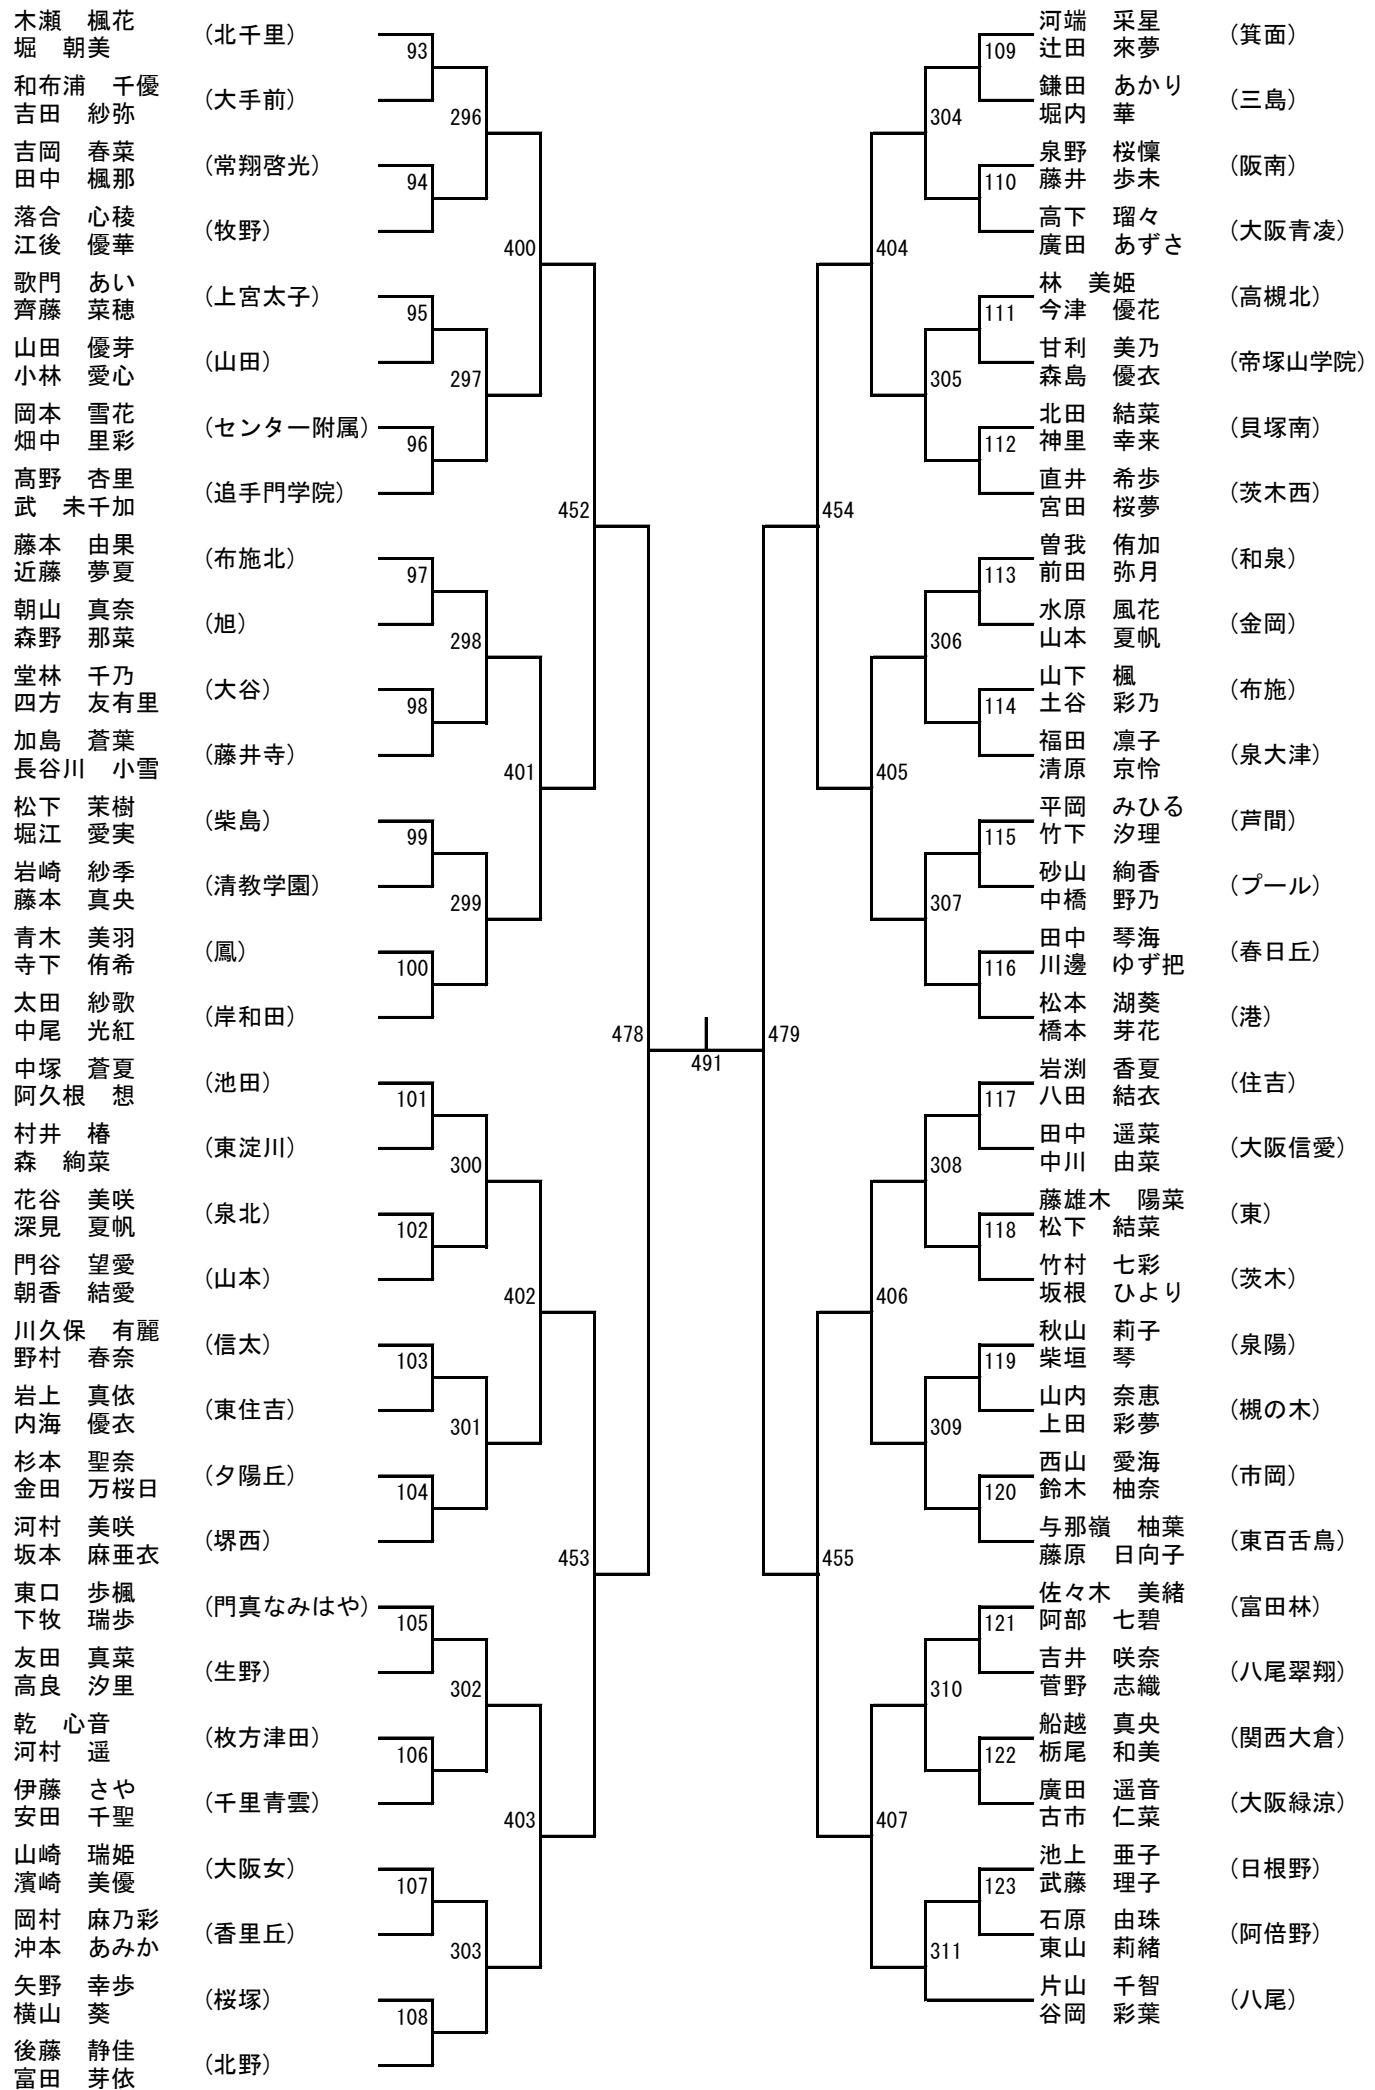 木瀬　楓花
堀　朝美
（北千里）
93
和布浦　千優
吉田　紗弥
（大手前）
296
吉岡　春菜
田中　楓那
（常翔啓光）
94
落合　心稜
江後　優華
（牧野）
400
歌門　あい
齊藤　菜穂
（上宮太子）
95
山田　優芽
小林　愛心
（山田）
297
岡本　雪花
畑中　里彩
（センター附属）
96
髙野　杏里
武　未千加
（追手門学院）
452
藤本　由果
近藤　夢夏
（布施北）
97
朝山　真奈
森野　那菜
（旭）
298
堂林　千乃
四方　友有里
（大谷）
98
加島　蒼葉
長谷川　小雪
（藤井寺）
401
松下　茉樹
堀江　愛実
（柴島）
99
岩崎　紗季
藤本　真央
（清教学園）
299
青木　美羽
寺下　侑希
（鳳）
100
太田　紗歌
中尾　光紅
（岸和田）
478
中塚　蒼夏
阿久根　想
（池田）
101
村井　椿
森　絢菜
（東淀川）
300
花谷　美咲
深見　夏帆
（泉北）
102
門谷　望愛
朝香　結愛
（山本）
402
川久保　有麗
野村　春奈
（信太）
103
岩上　真依
内海　優衣
（東住吉）
301
杉本　聖奈
金田　万桜日
（夕陽丘）
104
河村　美咲
坂本　麻亜衣
（堺西）
453
東口　歩楓
下牧　瑞歩
（門真なみはや）
105
友田　真菜
高良　汐里
（生野）
302
乾　心音
河村　遥
（枚方津田）
106
伊藤　さや
安田　千聖
（千里青雲）
403
山崎　瑞姫
濱崎　美優
（大阪女）
107
岡村　麻乃彩
沖本　あみか
（香里丘）
303
矢野　幸歩
横山　葵
（桜塚）
108
後藤　静佳
富田　芽依
（北野）
491
河端　采星
辻田　來夢
（箕面）
109
鎌田　あかり
堀内　華
（三島）
304
泉野　桜懍
藤井　歩未
（阪南）
110
高下　瑠々
廣田　あずさ
（大阪青凌）
404
林　美姫
今津　優花
（高槻北）
111
甘利　美乃
森島　優衣
（帝塚山学院）
305
北田　結菜
神里　幸来
（貝塚南）
112
直井　希歩
宮田　桜夢
（茨木西）
454
曽我　侑加
前田　弥月
（和泉）
113
水原　風花
山本　夏帆
（金岡）
306
山下　楓
土谷　彩乃
（布施）
114
福田　凛子
清原　京怜
（泉大津）
405
平岡　みひる
竹下　汐理
（芦間）
115
砂山　絢香
中橋　野乃
（プール）
307
田中　琴海
川邊　ゆず把
（春日丘）
116
松本　湖葵
橋本　芽花
（港）
479
岩渕　香夏
八田　結衣
（住吉）
117
田中　遥菜
中川　由菜
（大阪信愛）
308
藤雄木　陽菜
松下　結菜
（東）
118
竹村　七彩
坂根　ひより
（茨木）
406
秋山　莉子
柴垣　琴
（泉陽）
119
山内　奈恵
上田　彩夢
（槻の木）
309
西山　愛海
鈴木　柚奈
（市岡）
120
与那嶺　柚葉
藤原　日向子
（東百舌鳥）
455
佐々木　美緒
阿部　七碧
（富田林）
121
吉井　咲奈
菅野　志織
（八尾翠翔）
310
船越　真央
栃尾　和美
（関西大倉）
122
廣田　遥音
古市　仁菜
（大阪緑涼）
407
池上　亜子
武藤　理子
（日根野）
123
石原　由珠
東山　莉緒
（阿倍野）
311
片山　千智
谷岡　彩葉
（八尾）